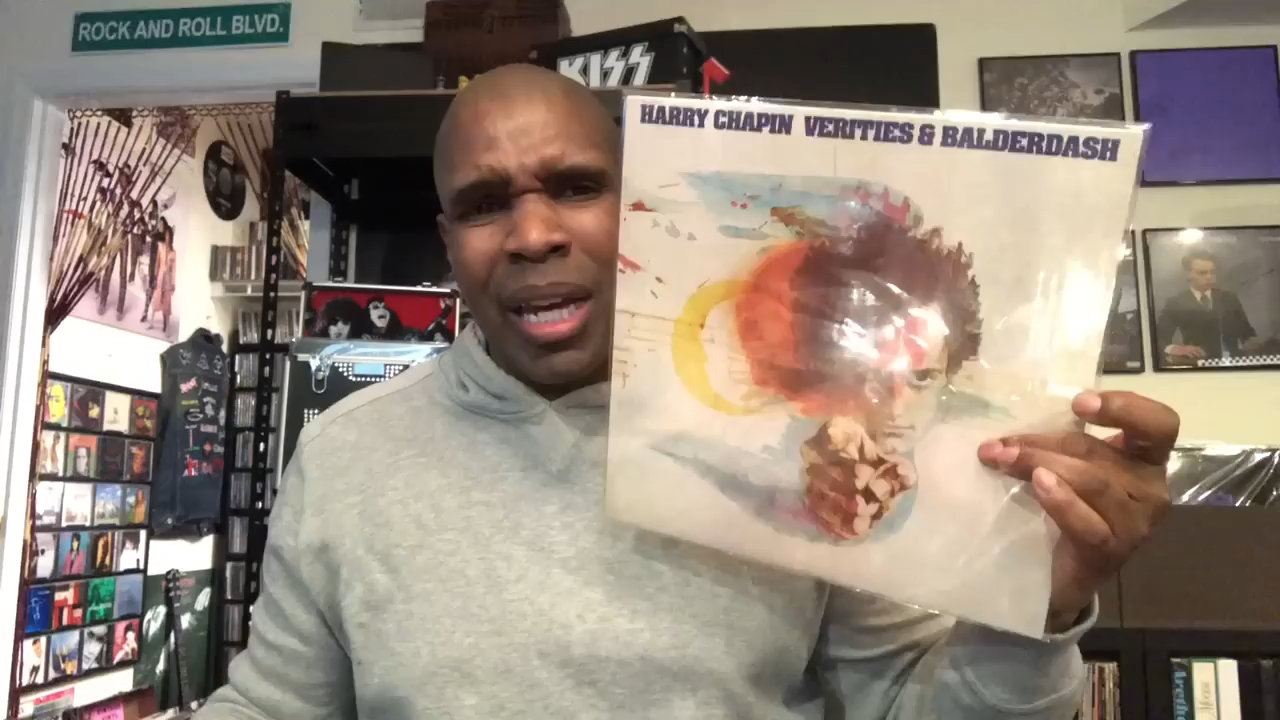 ROCK AND ROLL BLVD.
KISS
HARRY CHAPIN VERITIES & BALDERDASH